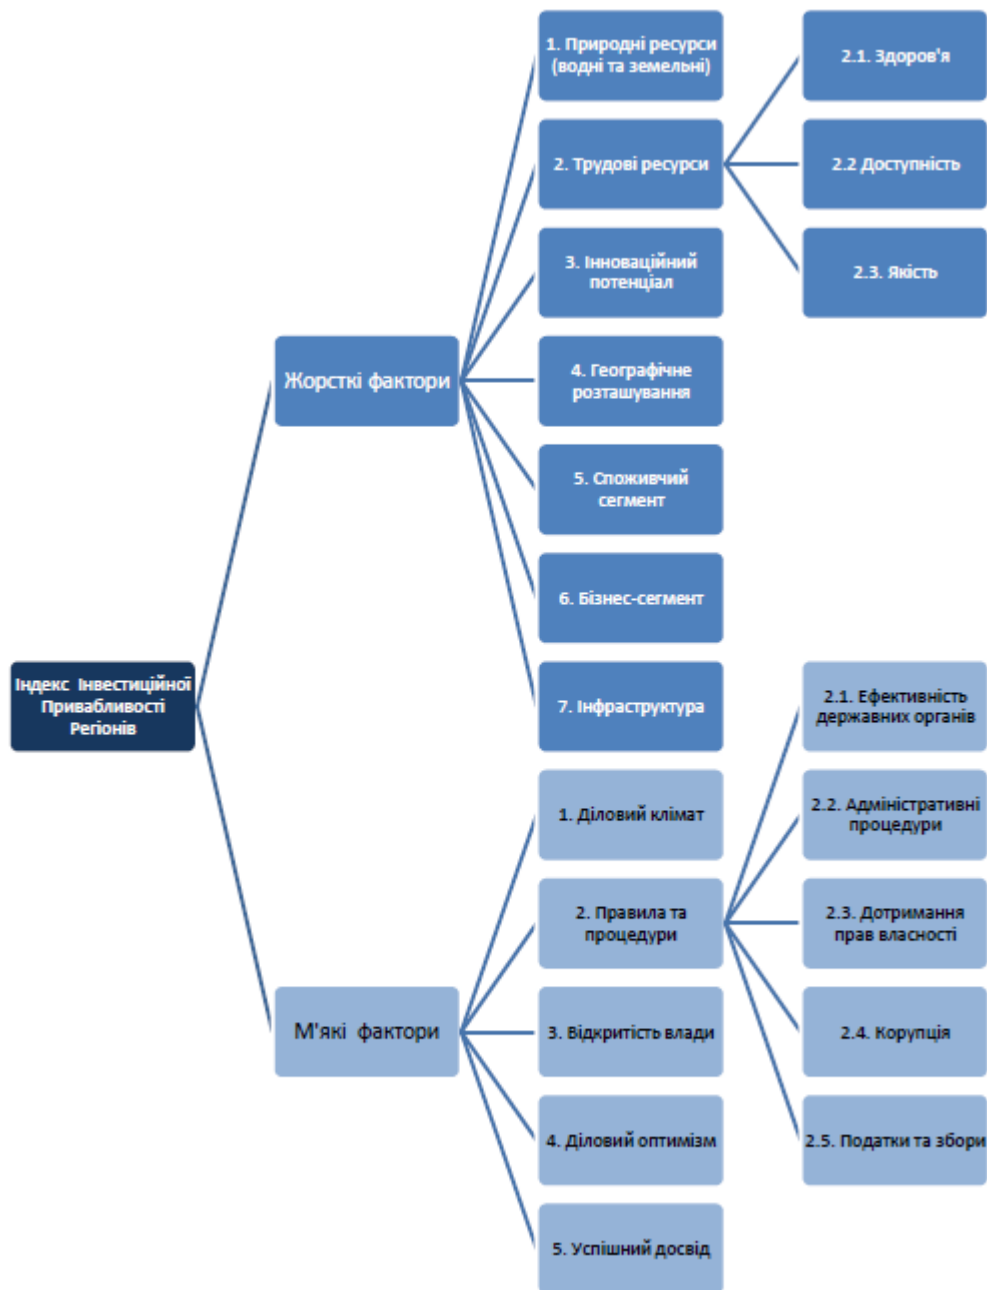 Індекс Інвестиційної
Привабливості
Регіонів
Жорсткі фактори
1. Природні ресурси
(водні та земельні)
2. Трудові ресурси
2.1. Здоров'я
2.2 Доступність
2.3. Якість
3. Інноваційний
потенціал
4. Географічне
розташування
5. Споживчий
сегмент
6. Бізнес-сегмент
7. Інфраструктура
М'які фактори
1. Діловий клімат
2. Правила та
процедури
2.1. Ефективність
державних органів
2.2. Адміністративні
процедури
2.3. Дотримання
прав власності
2.4. Корупція
2.5. Податки та збори
3. Відкритість влади
4. Діловий оптимізм
5. Успішний досвід